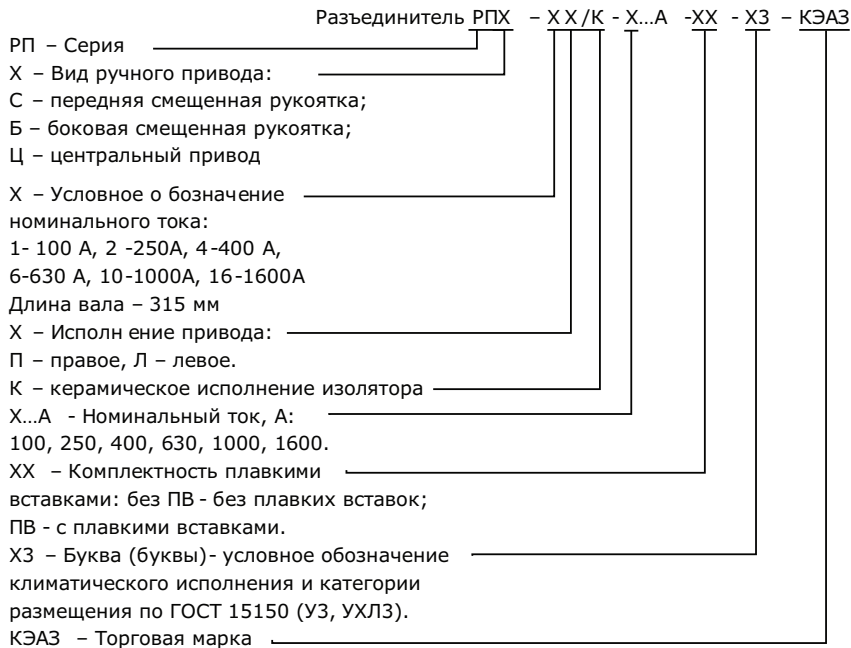 Разъединитель РПХ – Х Х /К - Х...А -ХХ - ХЗ – КЭАЗ
РП – Серия
Х – Вид ручного привода:
С – передняя смещенная рукоятка;
Б – боковая смещенная рукоятка;
Ц – центральный привод
Х – Условное о бозначение
номинального тока:
1- 100 А, 2 -250А, 4-400 А,
6-630 А, 10-1000А, 16-1600А
Длина вала – 315 мм
Х – Исполн ение привода:
П – правое, Л – левое.
К – керамическое исполнение изолятора
Х...А - Номинальный ток, А:
100, 250, 400, 630, 1000, 1600.
ХХ – Комплектность плавкими
вставками: без ПВ - без плавких вставок;
ПВ - с плавкими вставками.
ХЗ – Буква (буквы)- условное обозначение
климатического исполнения и категории
размещения по ГОСТ 15150 (У3, УХЛ3).
КЭАЗ – Торговая марка